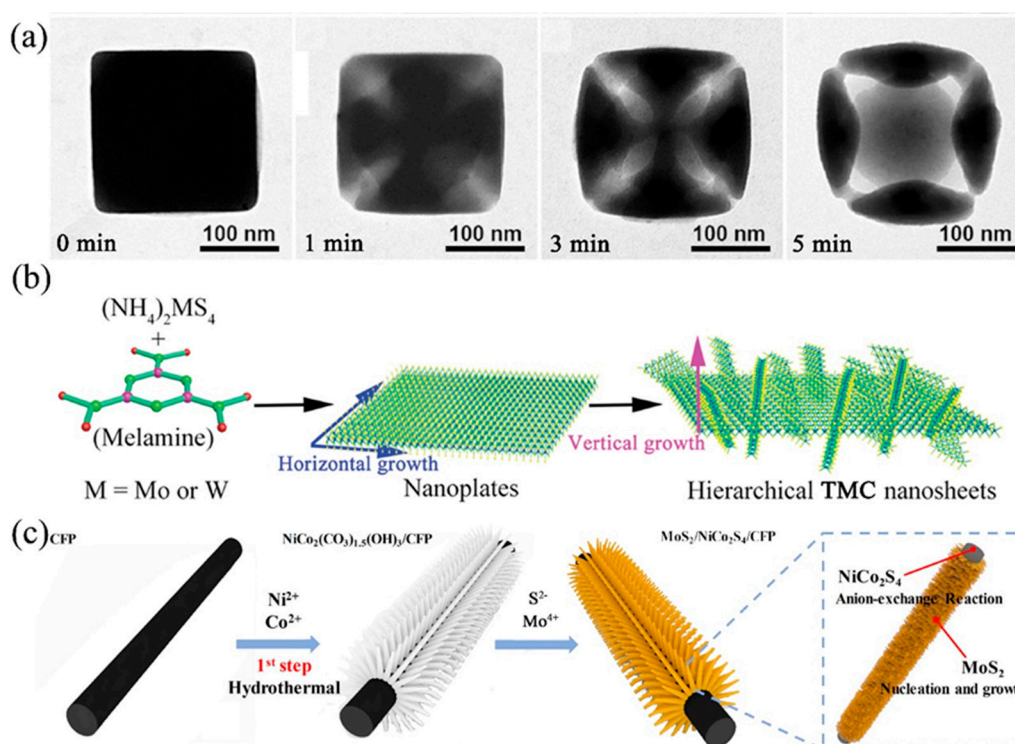 (a)
0 min
100 nm
1 min
100 nm
3 min
100 nm
5 min
100 nm
(b)
(NH₄)₂MS₄
+
(Melamine)
M = Mo or W
Horizontal growth
Nanoplates
Vertical growth
Hierarchical TMC nanosheets
(c)
CFP
Ni²⁺
Co²⁺
1ˢᵗ step
Hydrothermal
NiCo₂(CO₃)₁.₅(OH)₃/CFP
S²⁻
Mo⁴⁺
MoS₂/NiCo₂S₄/CFP
NiCo₂S₄
Anion-exchange Reaction
MoS₂
Nucleation and growt